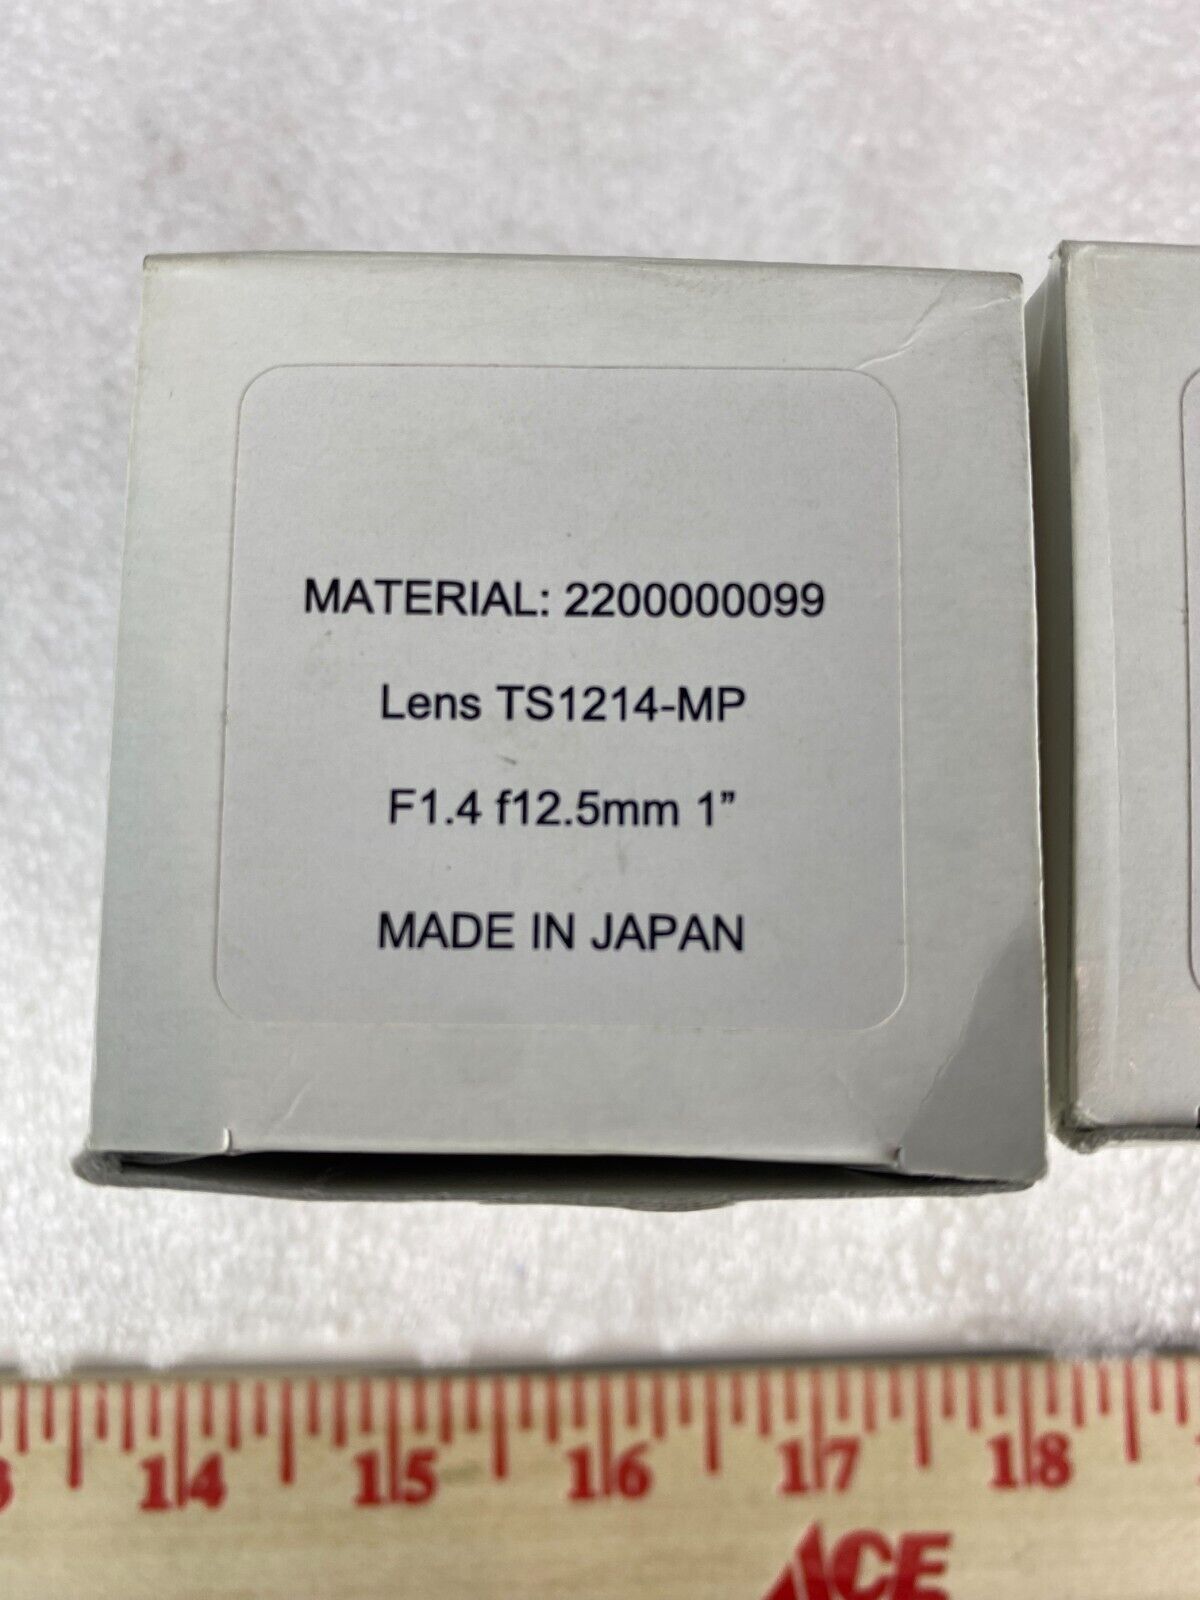 MATERIAL: 2200000099
Lens TS1214-MP
F1.4 f12.5mm 1”
MADE IN JAPAN
3 14 15 16 17 18
ACE